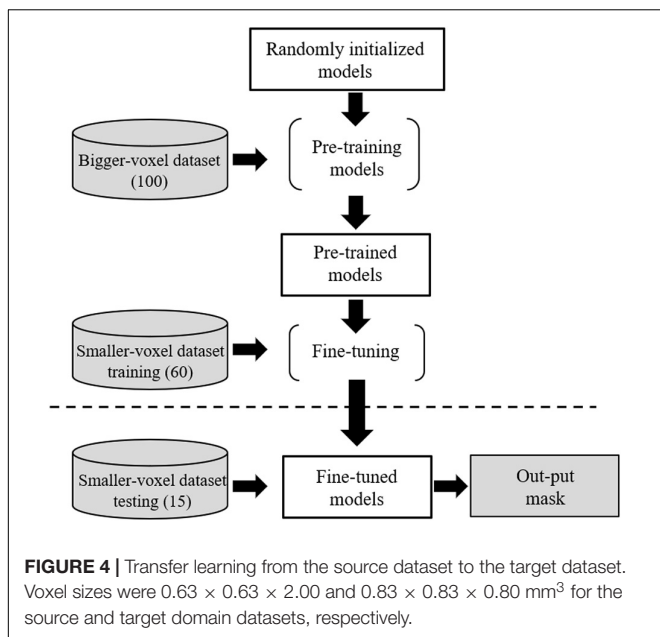 Randomly initialized
models
Bigger-voxel dataset
(100)
Pre-training
models
Pre-trained
models
Smaller-voxel dataset
training (60)
Fine-tuning
Smaller-voxel dataset
testing (15)
Fine-tuned
models
Out-put
mask
FIGURE 4 | Transfer learning from the source dataset to the target dataset.
Voxel sizes were 0.63 × 0.63 × 2.00 and 0.83 × 0.83 × 0.80 mm³ for the
source and target domain datasets, respectively.